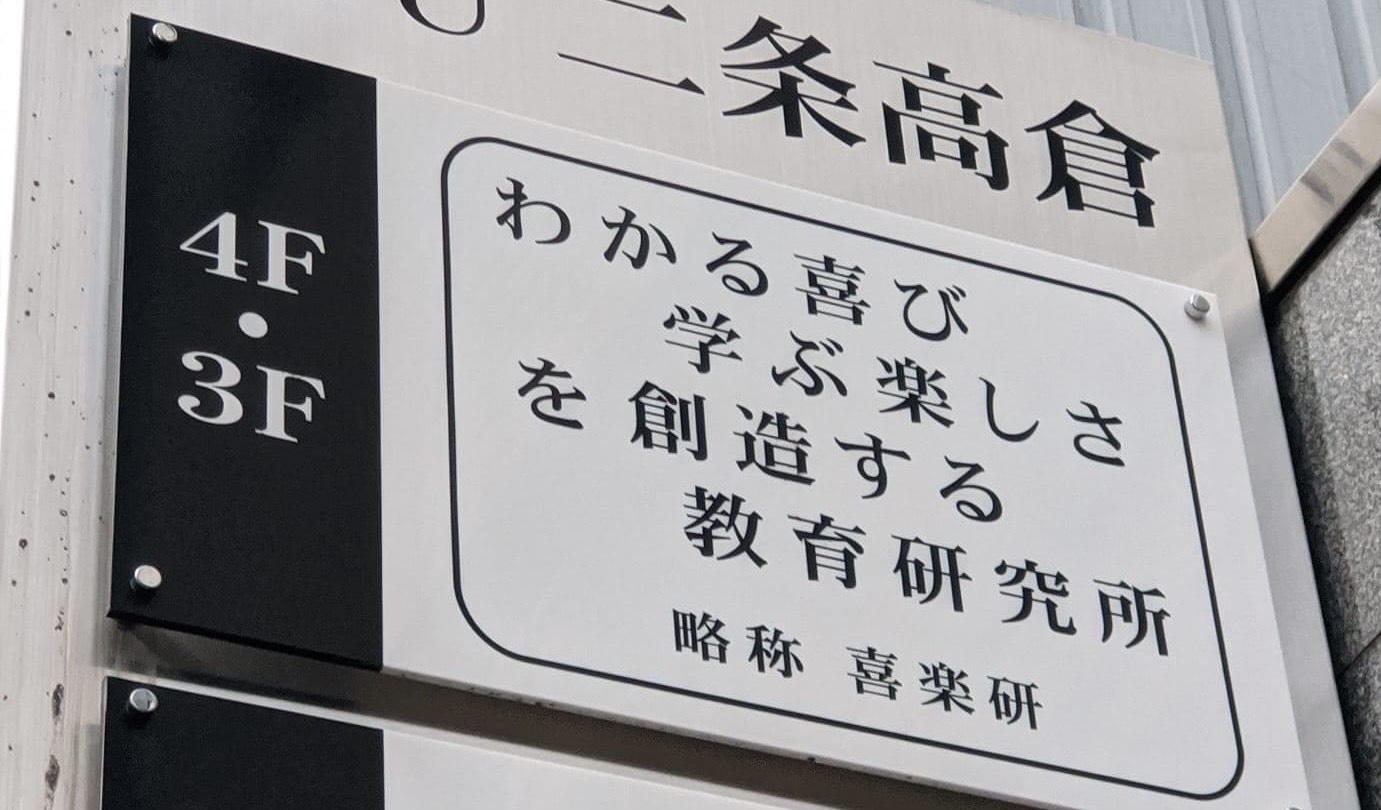 二条高倉
4F
・
3F
わかる喜び
学ぶ楽しさ
を創造する
教育研究所
略称 喜楽研